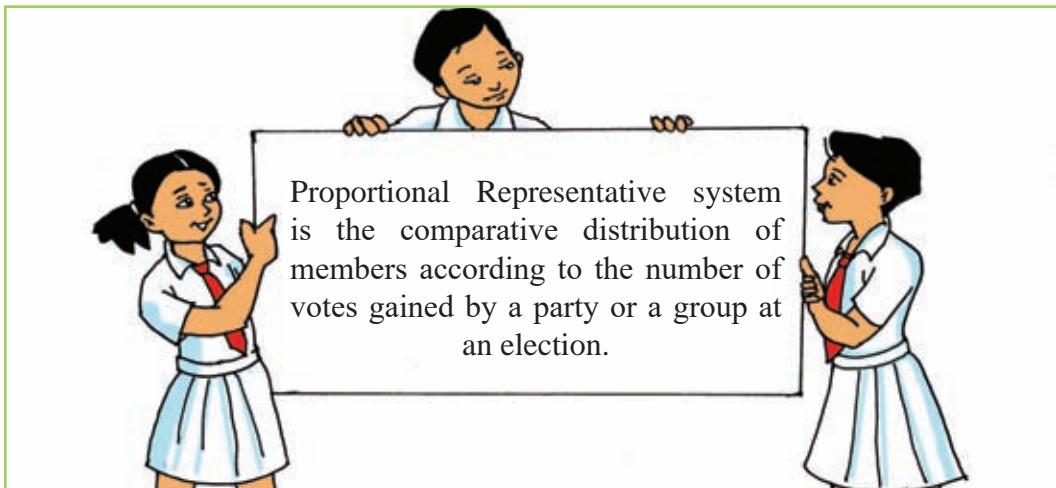 Proportional Representative system
is the comparative distribution of
members according to the number of
votes gained by a party or a group at
an election.